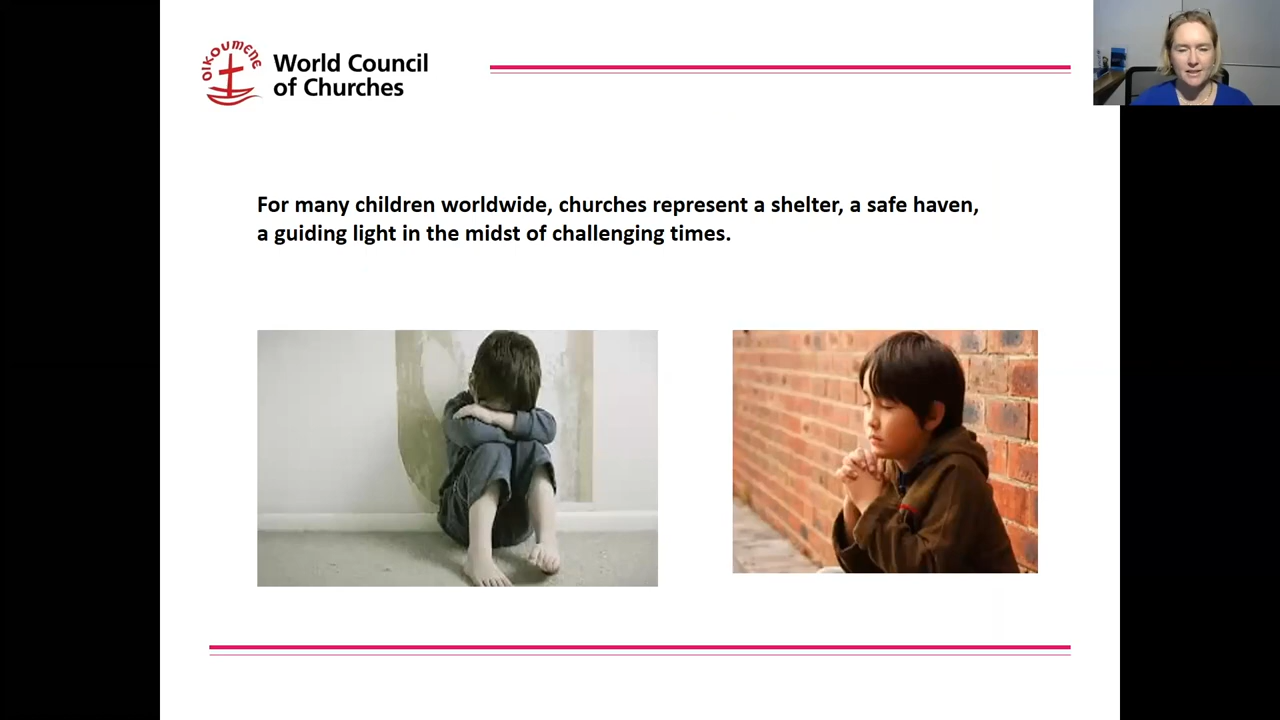 OIKOUMENE
World Council
of Churches
For many children worldwide, churches represent a shelter, a safe haven,
a guiding light in the midst of challenging times.